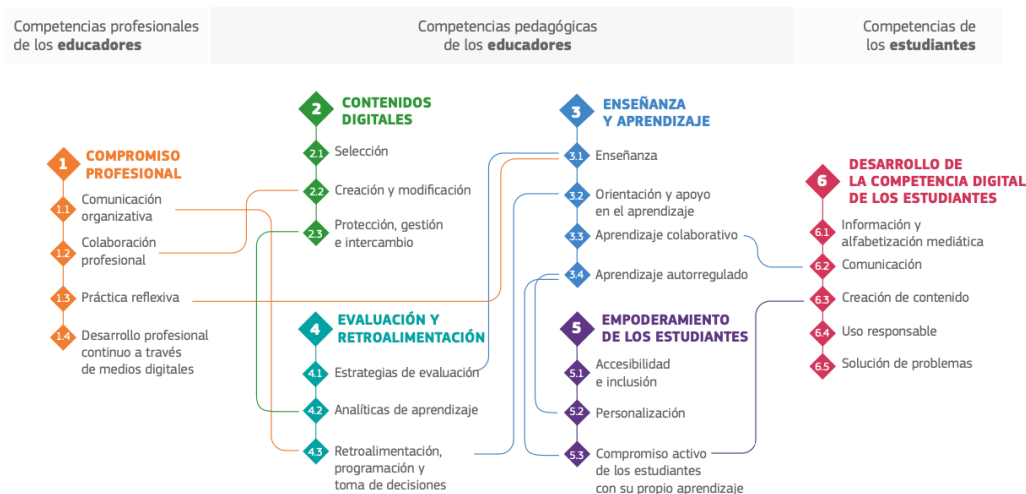 Competencias profesionales
de los educadores
Competencias pedagógicas
de los educadores
Competencias de
los estudiantes
1
COMPROMISO
PROFESIONAL
1.1
Comunicación
organizativa
1.2
Colaboración
profesional
1.3
Práctica reflexiva
1.4
Desarrollo profesional
continuo a través
de medios digitales
2
CONTENIDOS
DIGITALES
2.1
Selección
2.2
Creación y modificación
2.3
Protección, gestión
e intercambio
4
EVALUACIÓN Y
RETROALIMENTACIÓN
4.1
Estrategias de evaluación
4.2
Analíticas de aprendizaje
4.3
Retroalimentación,
programación y
toma de decisiones
3
ENSEÑANZA
Y APRENDIZAJE
3.1
Enseñanza
3.2
Orientación y apoyo
en el aprendizaje
3.3
Aprendizaje colaborativo
3.4
Aprendizaje autorregulado
5
EMPODERAMIENTO
DE LOS ESTUDIANTES
5.1
Accesibilidad
e inclusión
5.2
Personalización
5.3
Compromiso activo
de los estudiantes
con su propio aprendizaje
6
DESARROLLO DE
LA COMPETENCIA DIGITAL
DE LOS ESTUDIANTES
6.1
Información y
alfabetización mediática
6.2
Comunicación
6.3
Creación de contenido
6.4
Uso responsable
6.5
Solución de problemas